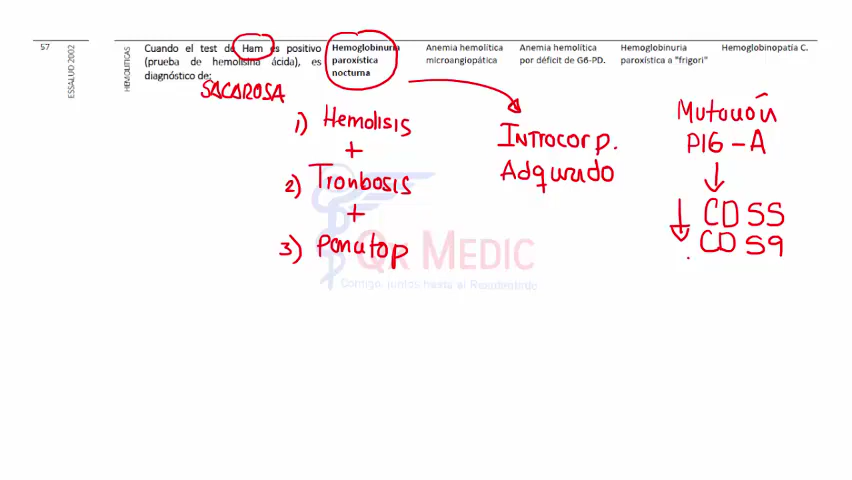 57
ESSALUD 2002
HEMOLITICAS
Cuando el test de Ham es positivo
(prueba de hemolisina ácida), es
diagnóstico de:
Hemoglobinuria
paroxística
nocturna
Anemia hemolítica
microangiopática
Anemia hemolítica
por déficit de G6-PD.
Hemoglobinuria
paroxística a "frigori"
Hemoglobinopatía C.
SACAROSA
1) Hemolisis
+
2) Trombosis
+
3) Pancitop
Intracorp.
Adquirido
Mutación
PIG-A
CD55
CD59
QX MEDIC
Contigo, juntos hasta el Residentado